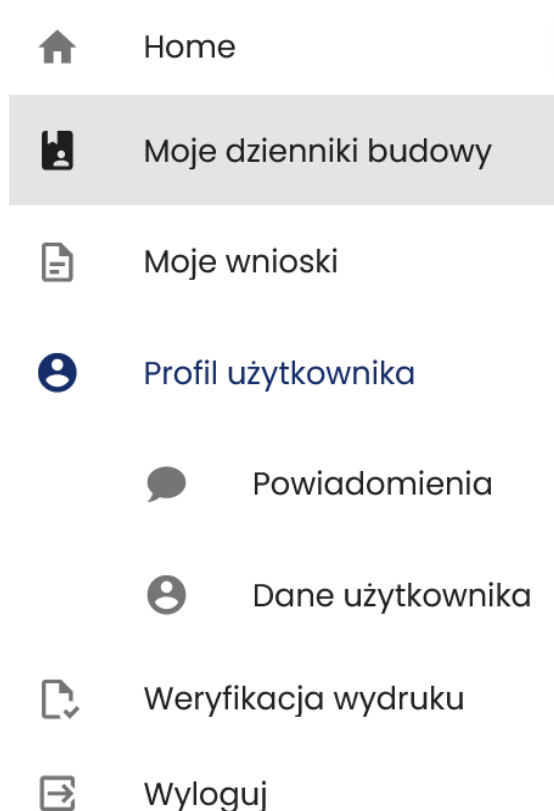 Home
Moje dzienniki budowy
Moje wnioski
Profil użytkownika
Powiadomienia
Dane użytkownika
Weryfikacja wydruku
Wyloguj